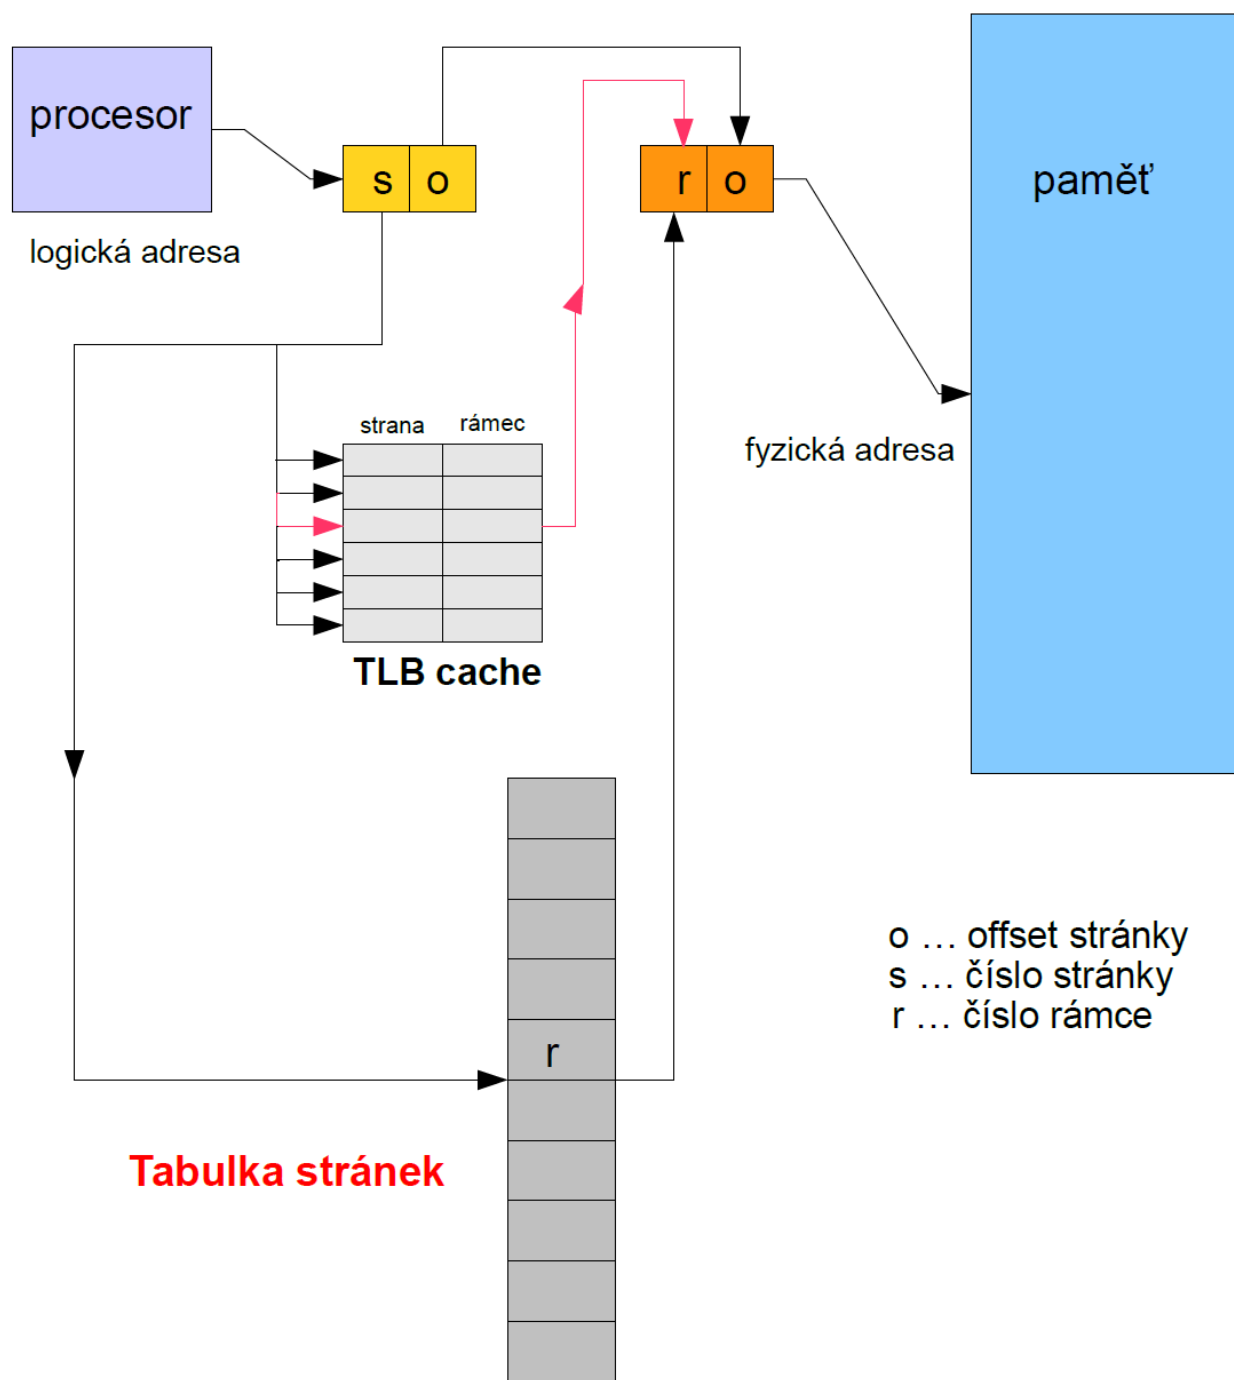 procesor
s o
r o
paměť
logická adresa
strana rámec
fyzická adresa
TLB cache
o … offset stránky
s … číslo stránky
r … číslo rámce
r
Tabulka stránek